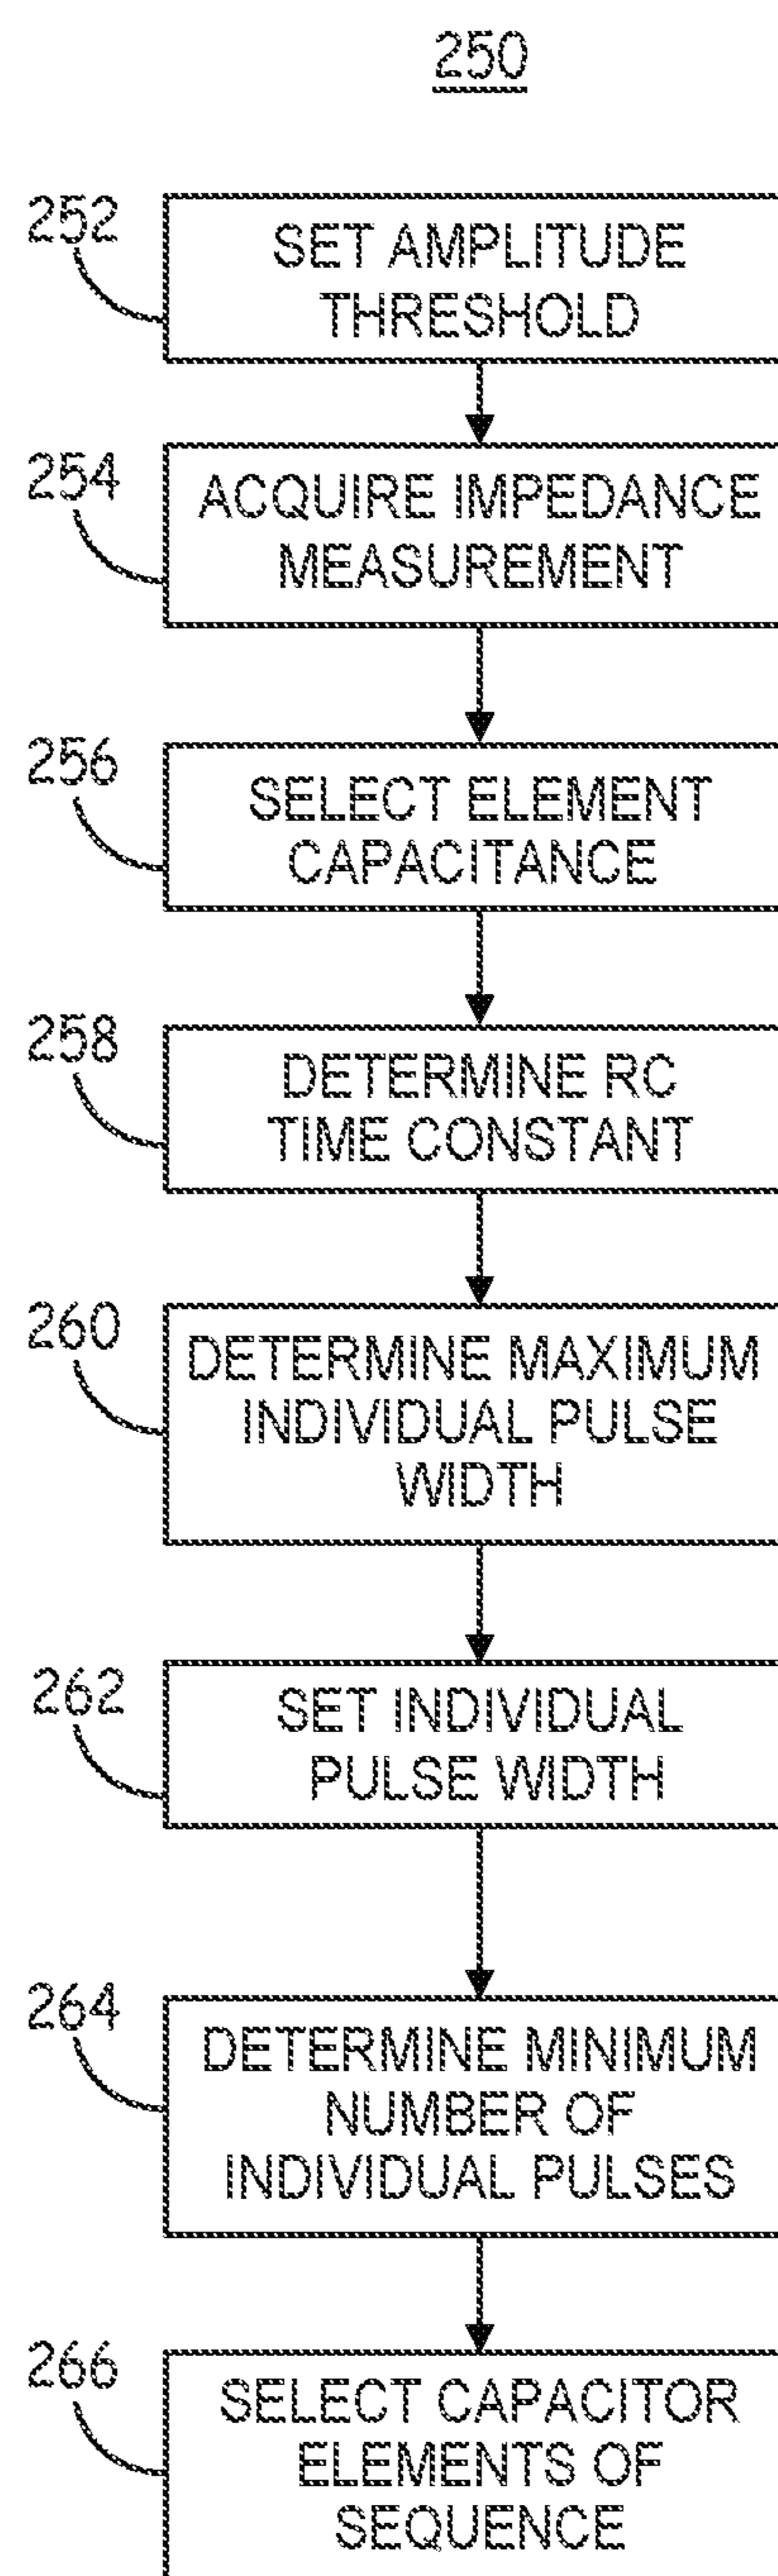 250
252
SET AMPLITUDE
THRESHOLD
254
ACQUIRE IMPEDANCE
MEASUREMENT
256
SELECT ELEMENT
CAPACITANCE
258
DETERMINE RC
TIME CONSTANT
260
DETERMINE MAXIMUM
INDIVIDUAL PULSE
WIDTH
262
SET INDIVIDUAL
PULSE WIDTH
264
DETERMINE MINIMUM
NUMBER OF
INDIVIDUAL PULSES
266
SELECT CAPACITOR
ELEMENTS OF
SEQUENCE